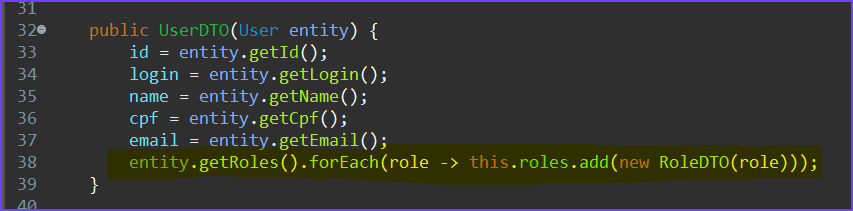 31
32 public UserDTO(User entity) {
33 id = entity.getId();
34 login = entity.getLogin();
35 name = entity.getName();
36 cpf = entity.getCpf();
37 email = entity.getEmail();
38 entity.getRoles().forEach(role -> this.roles.add(new RoleDTO(role)));
39 }
40